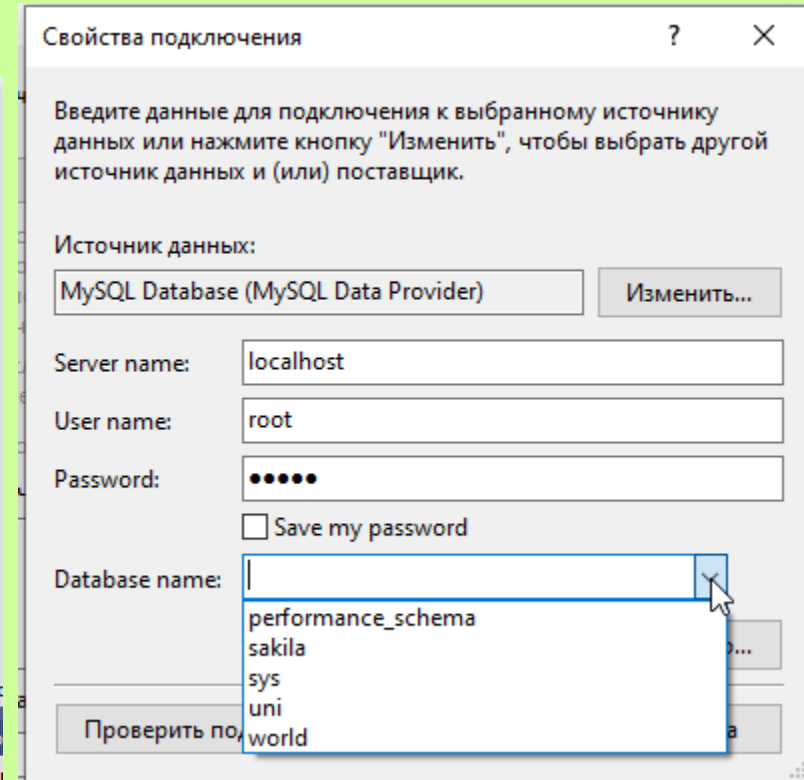 Свойства подключения
?
Введите данные для подключения к выбранному источнику
данных или нажмите кнопку "Изменить", чтобы выбрать другой
источник данных и (или) поставщик.
Источник данных:
MySQL Database (MySQL Data Provider)
Изменить...
Server name:
localhost
User name:
root
Password:
•••••
Save my password
Database name:
performance_schema
sakila
sys
uni
world
Проверить